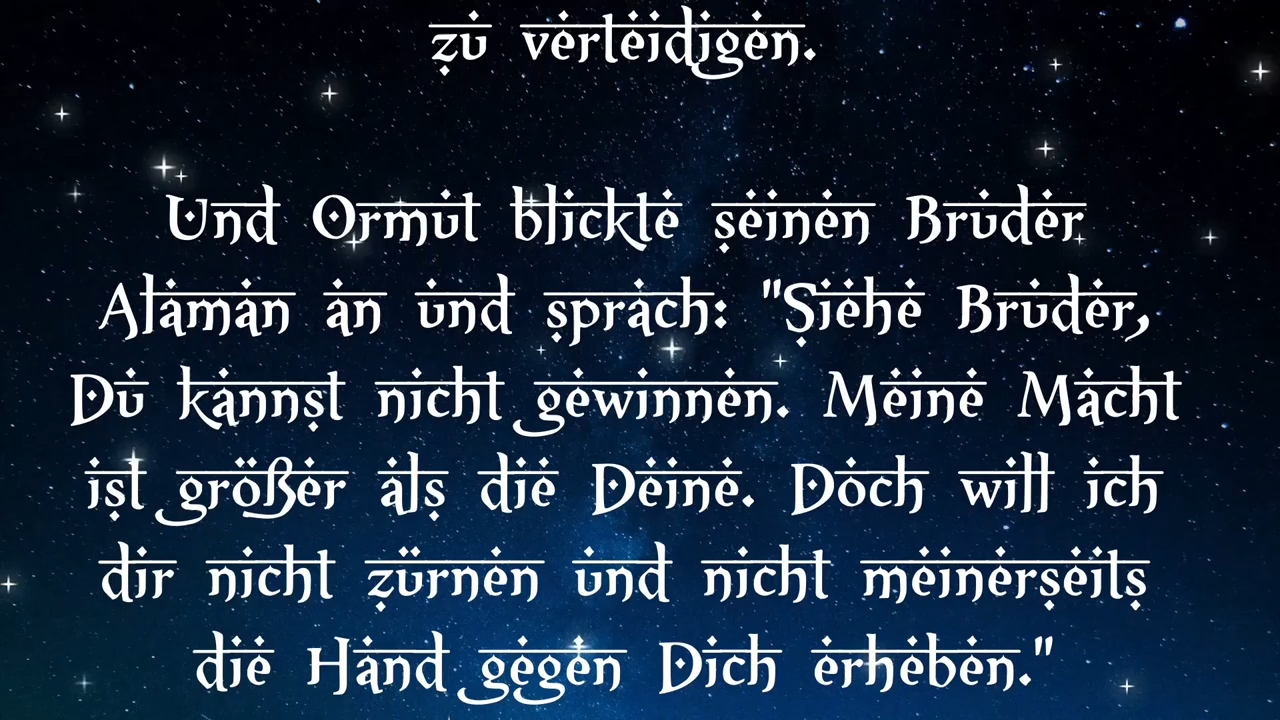 zu verteidigen.
Und Ormut blickte seinen Bruder
Alaman an und sprach: "Siehe Bruder,
Du kannst nicht gewinnen. Meine Macht
ist größer als die Deine. Doch will ich
dir nicht zürnen und nicht meinerseits
die Hand gegen Dich erheben."